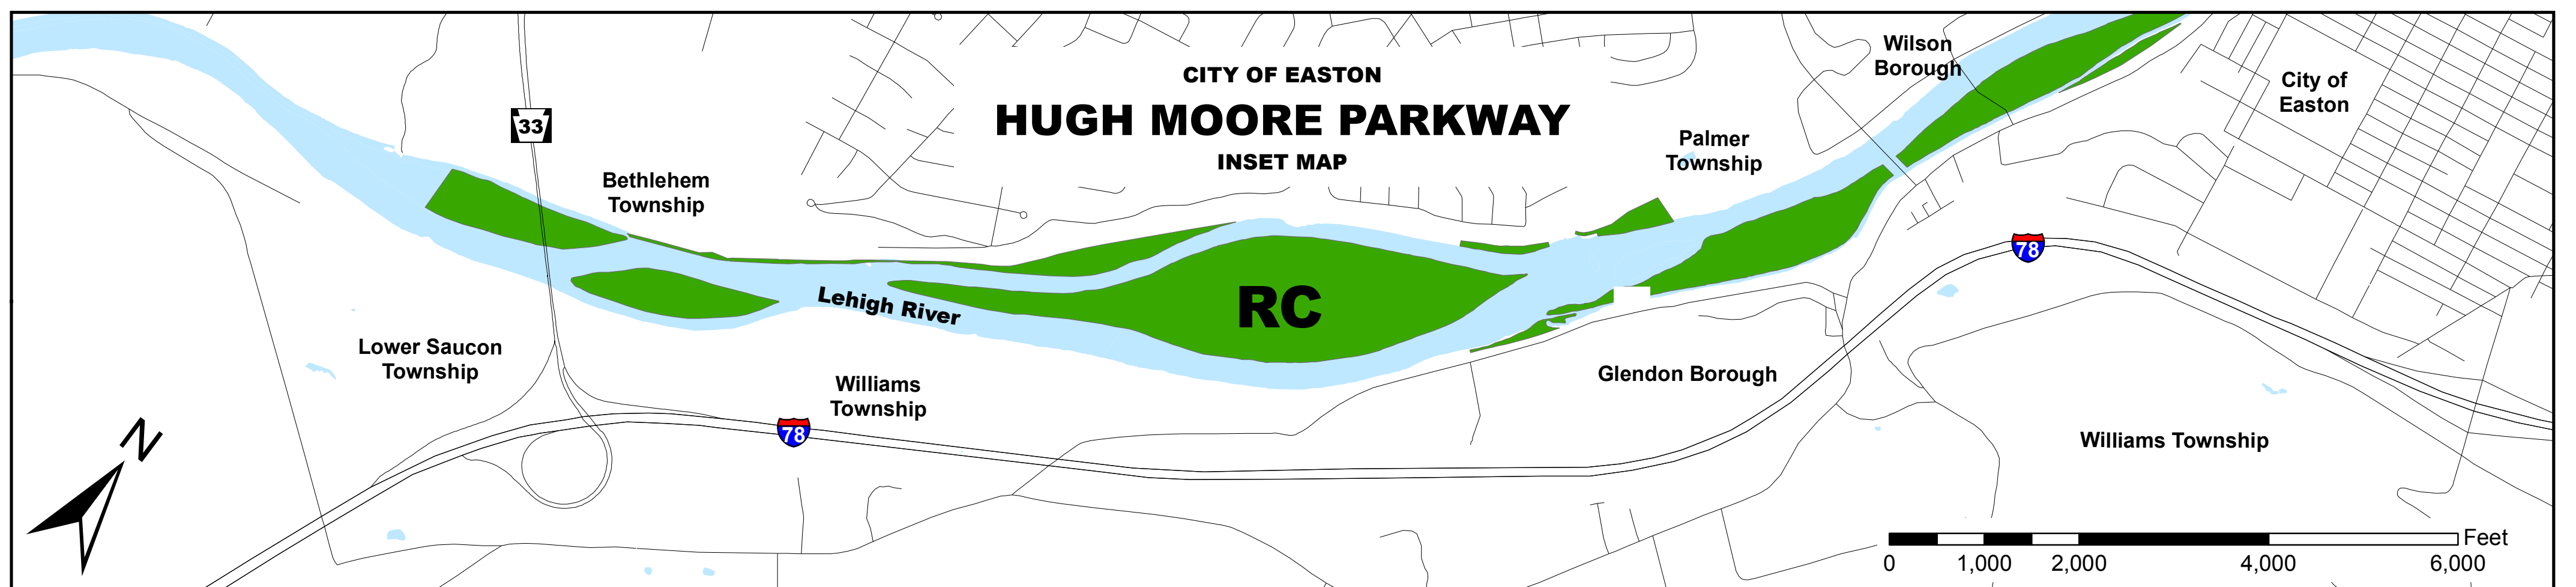 CITY OF EASTON
HUGH MOORE PARKWAY
INSET MAP
Wilson
Borough
City of
Easton
33
Palmer
Township
Bethlehem
Township
78
Lehigh River
RC
Lower Saucon
Township
Williams
Township
Glendon Borough
78
Williams Township
N
Feet
0 1,000 2,000 4,000 6,000